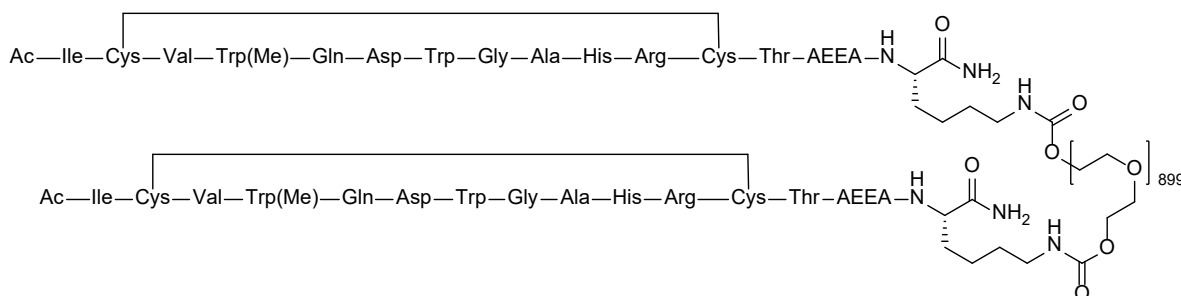 Ac—Ile—Cys—Val—Trp(Me)—Gln—Asp—Trp—Gly—Ala—His—Arg—Cys—Thr—AEEA—N H O NH2
H N O O O 899
Ac—Ile—Cys—Val—Trp(Me)—Gln—Asp—Trp—Gly—Ala—His—Arg—Cys—Thr—AEEA—N H O NH2
H N O O